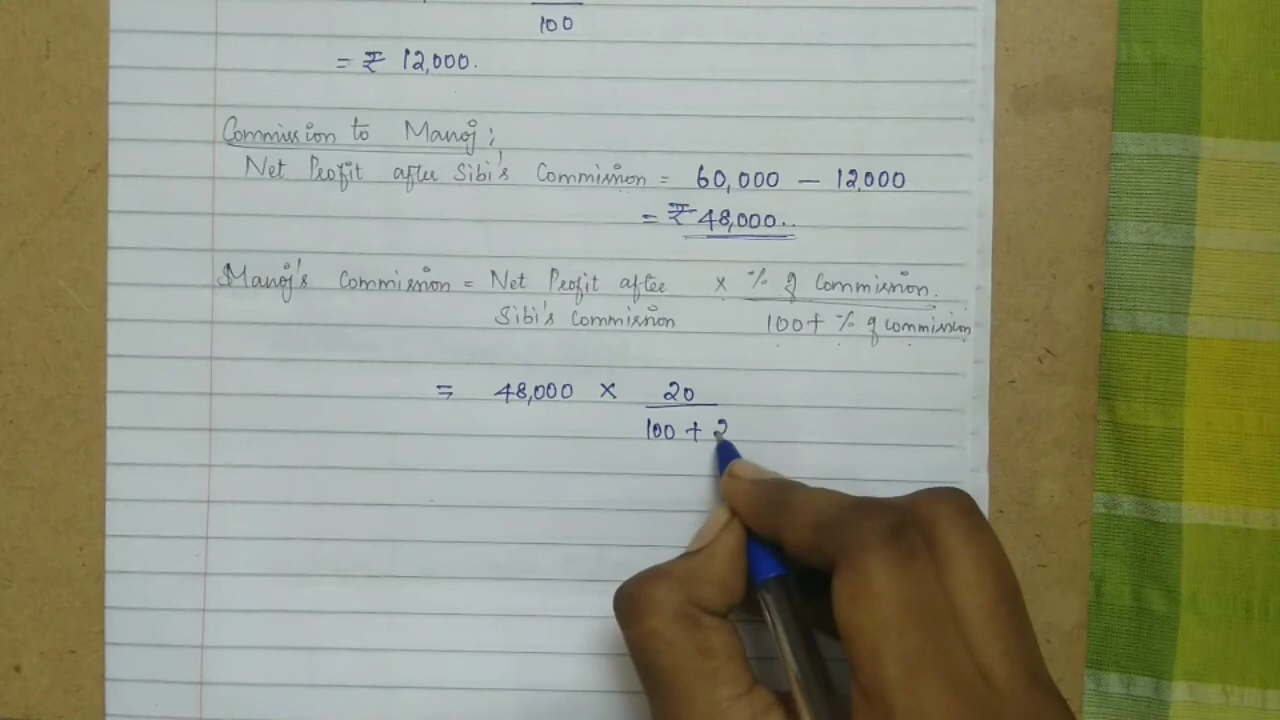 100
= ₹ 12,000.
Commission to Manoj:
Net Profit after Sibi's Commission = 60,000 – 12,000
= ₹ 48,000..
Manoj's Commission = Net Profit after × % of Commission.
Sibi's Commission 100 + % of commission
= 48,000 × 20
100 + 2